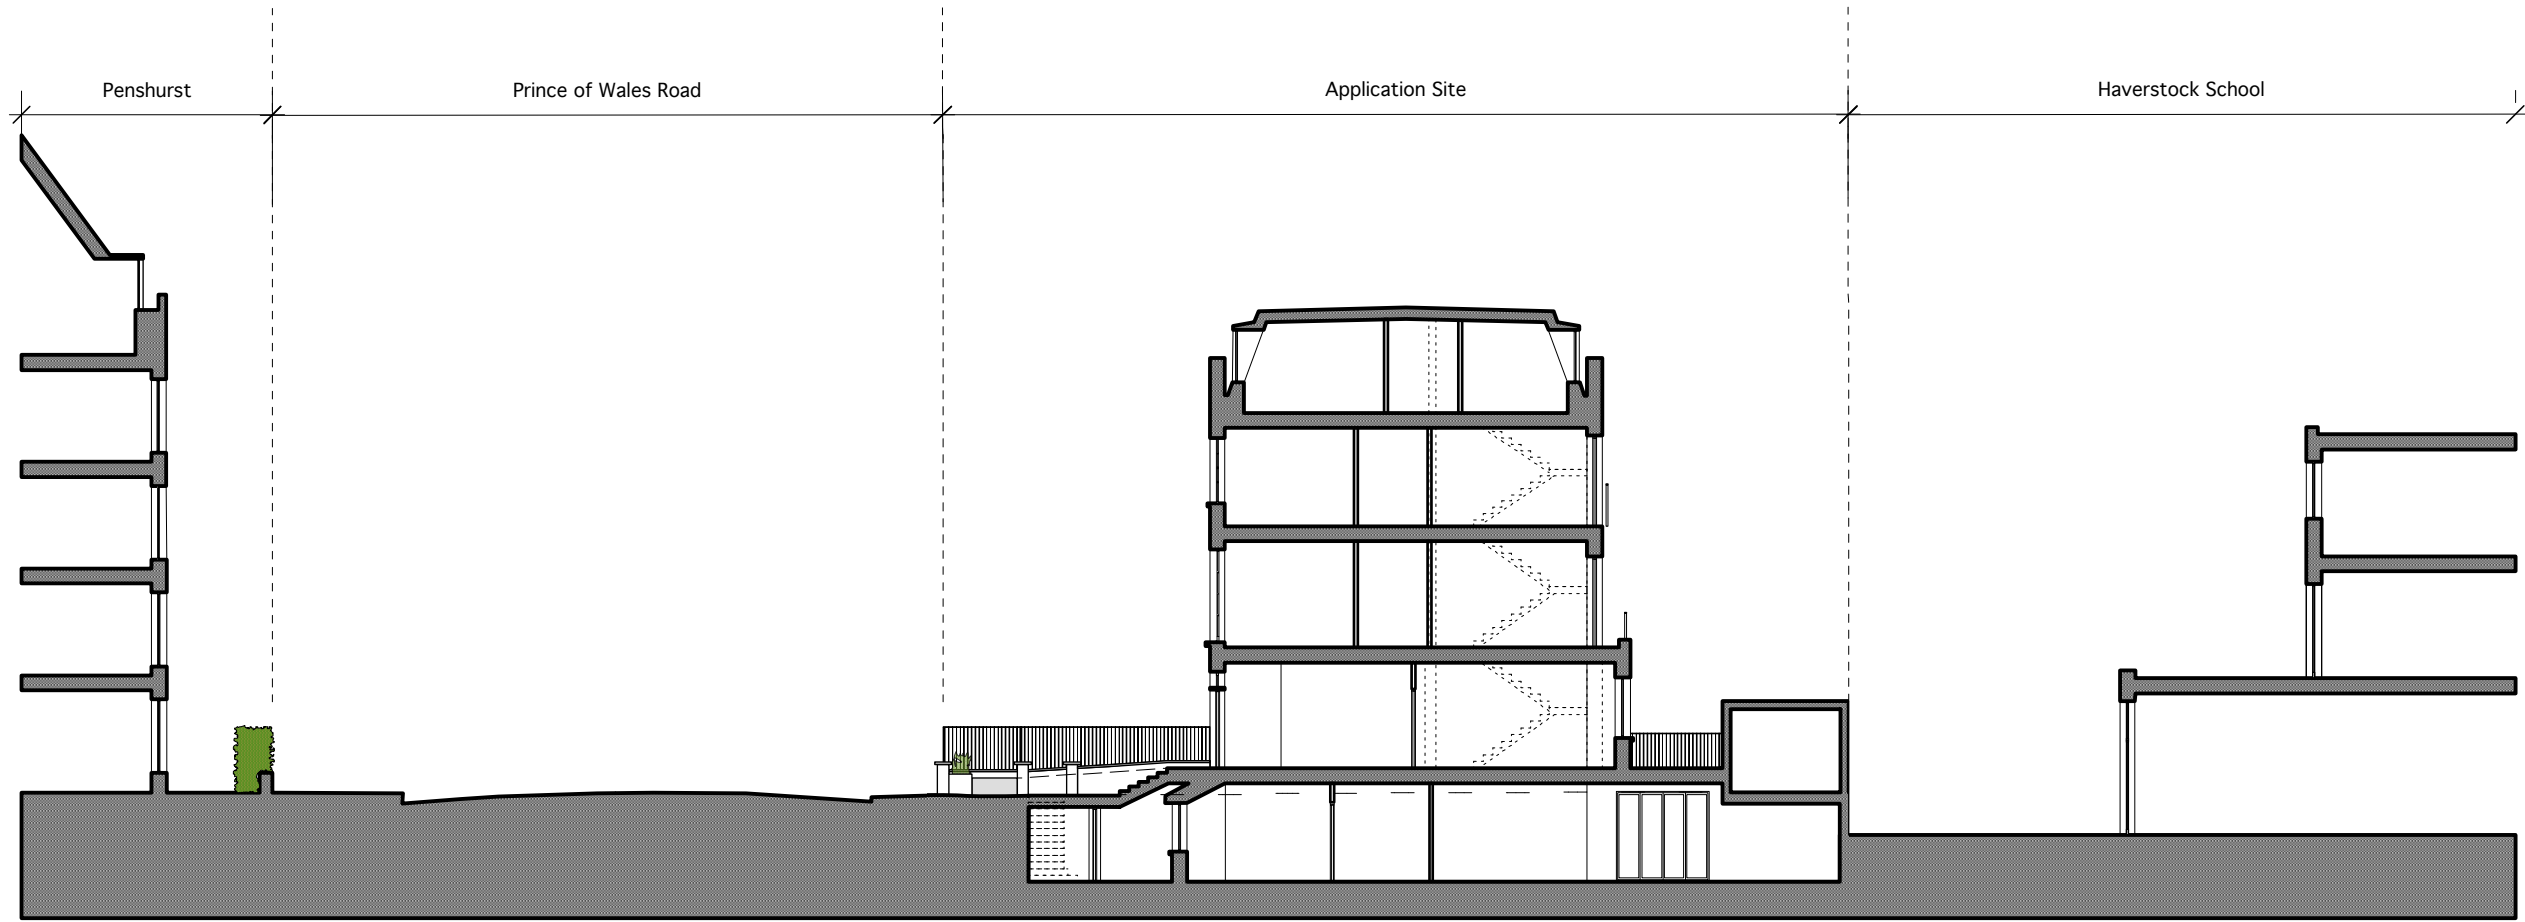 Penshurst
Prince of Wales Road
Application Site
Haverstock School